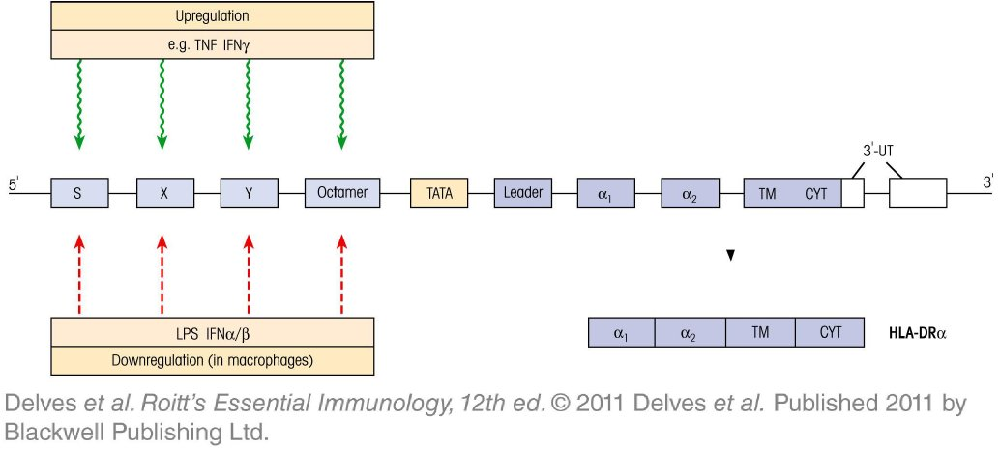 Upregulation
e.g. TNF IFNγ
3'-UT
5'
S X Y Octamer TATA Leader α1 α2 TM CYT
3'
LPS IFNα/β
Downregulation (in macrophages)
α1 α2 TM CYT HLA-DRα
Delves et al. Roitt's Essential Immunology, 12th ed. © 2011 Delves et al. Published 2011 by
Blackwell Publishing Ltd.